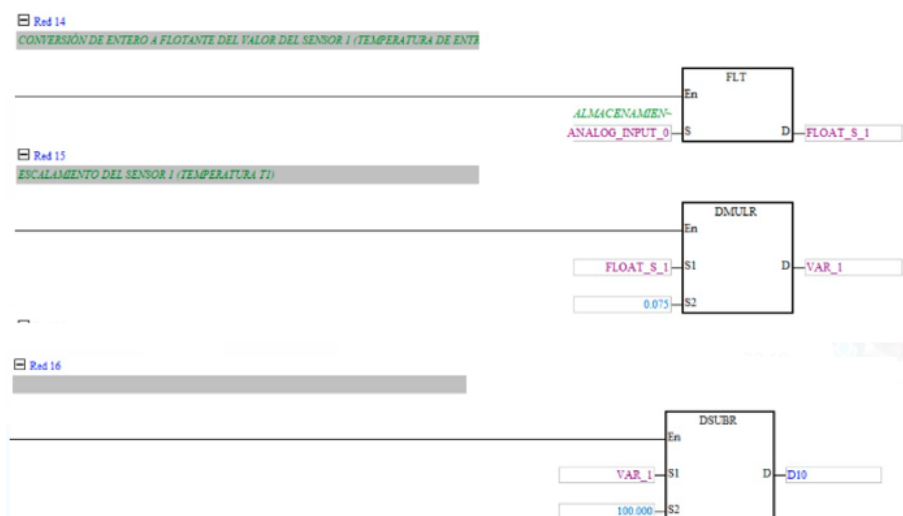 Red 14
CONVERSIÓN DE ENTERO A FLOTANTE DEL VALOR DEL SENSOR 1 (TEMPERATURA DE ENTR
FLT
En
ALMACENAMIEN~
ANALOG_INPUT_0 S D FLOAT_S_1
Red 15
ESCALAMIENTO DEL SENSOR 1 (TEMPERATURA T1)
DMULR
En
FLOAT_S_1 S1 D VAR_1
0.075 S2
Red 16
DSUBR
En
VAR_1 S1 D D10
100.000 S2